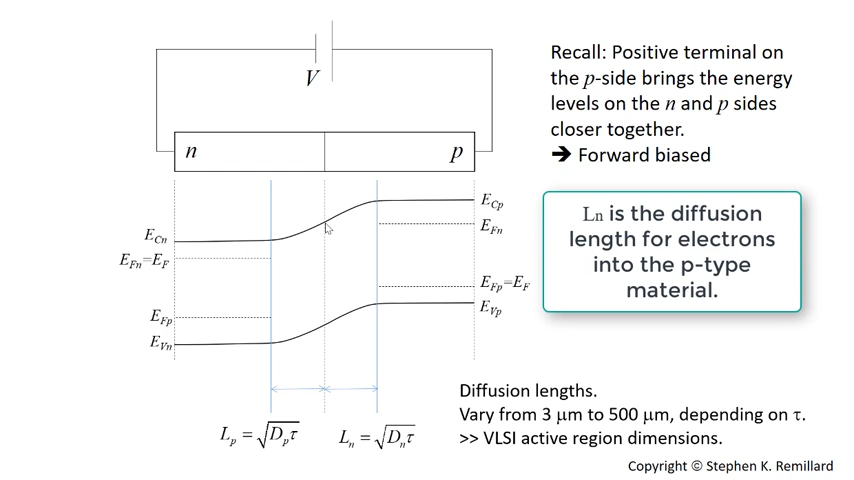 V
Recall: Positive terminal on
the p-side brings the energy
levels on the n and p sides
closer together.
➔ Forward biased
n
p
E_Cp
E_Fn
E_Cn
E_Fn=E_F
E_Fp=E_F
E_Vp
E_Fp
E_Vn
Ln is the diffusion
length for electrons
into the p-type
material.
L_p = √D_pτ
L_n = √D_nτ
Diffusion lengths.
Vary from 3 μm to 500 μm, depending on τ.
>> VLSI active region dimensions.
Copyright © Stephen K. Remillard